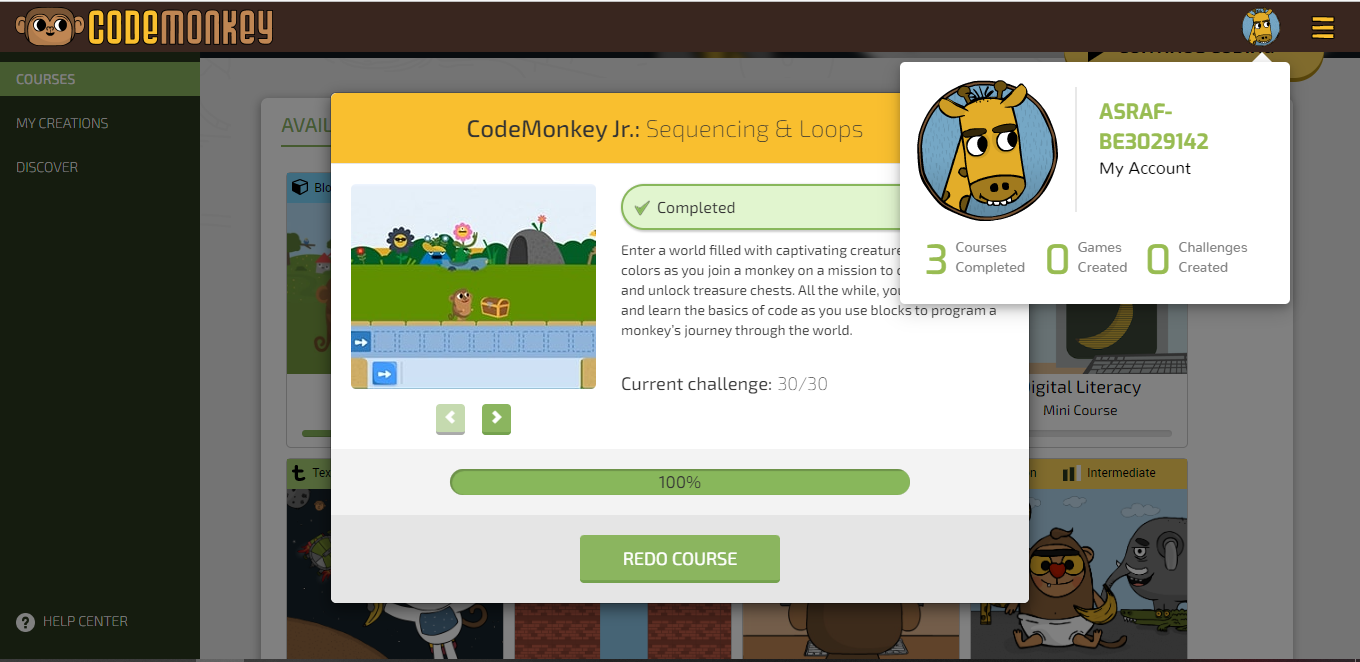 CODEMONKEY
COURSES
MY CREATIONS
DISCOVER
HELP CENTER
AVAIL
Blo
CodeMonkey Jr.: Sequencing & Loops
Completed
Enter a world filled with captivating creature
colors as you join a monkey on a mission to
and unlock treasure chests. All the while, you
and learn the basics of code as you use blocks to program a
monkey's journey through the world.
Current challenge: 30/30
100%
REDO COURSE
ASRAF-
BE3029142
My Account
3 Courses
Completed
0 Games
Created
0 Challenges
Created
igital Literacy
Mini Course
Tex
n Intermediate